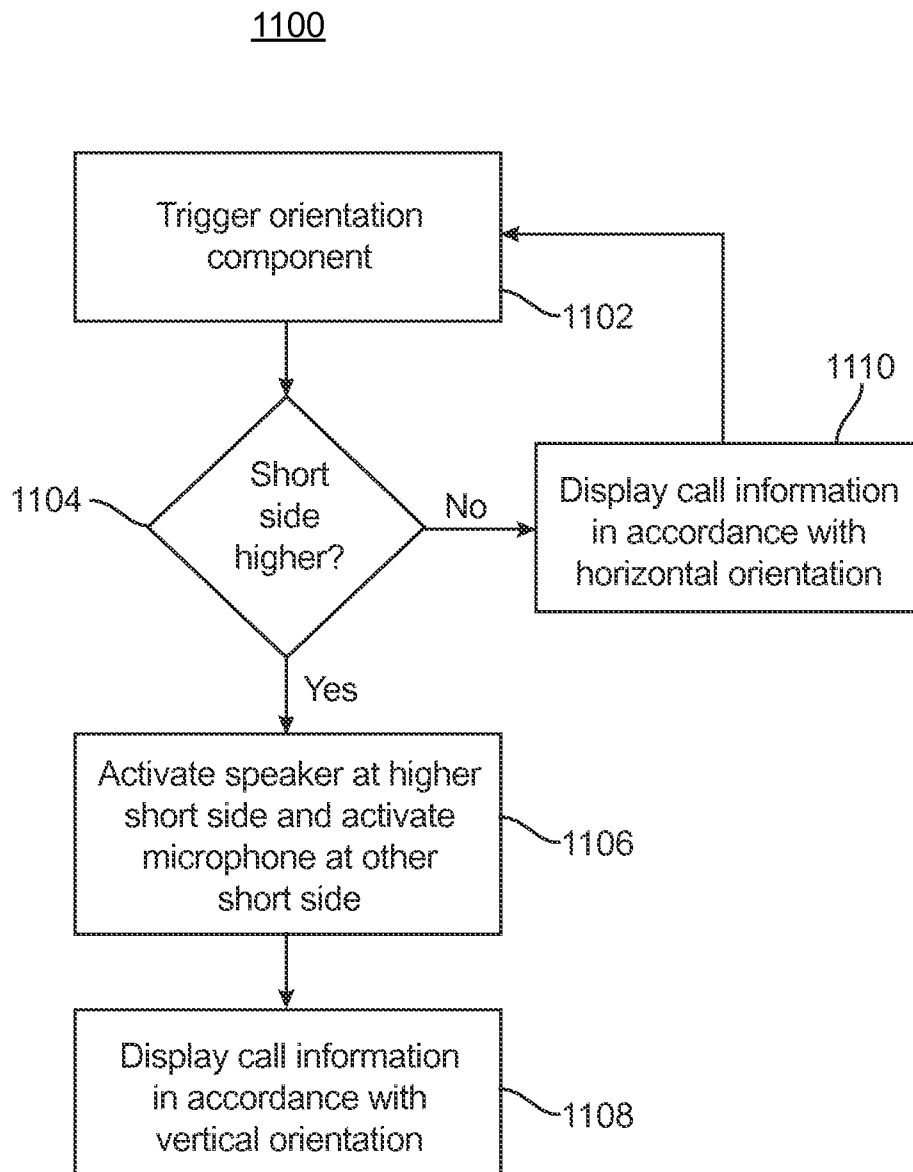 1100
Trigger orientation
component
1102
1110
1104
Short
side
higher?
No
Display call information
in accordance with
horizontal orientation
Yes
Activate speaker at higher
short side and activate
microphone at other
short side
1106
Display call information
in accordance with
vertical orientation
1108